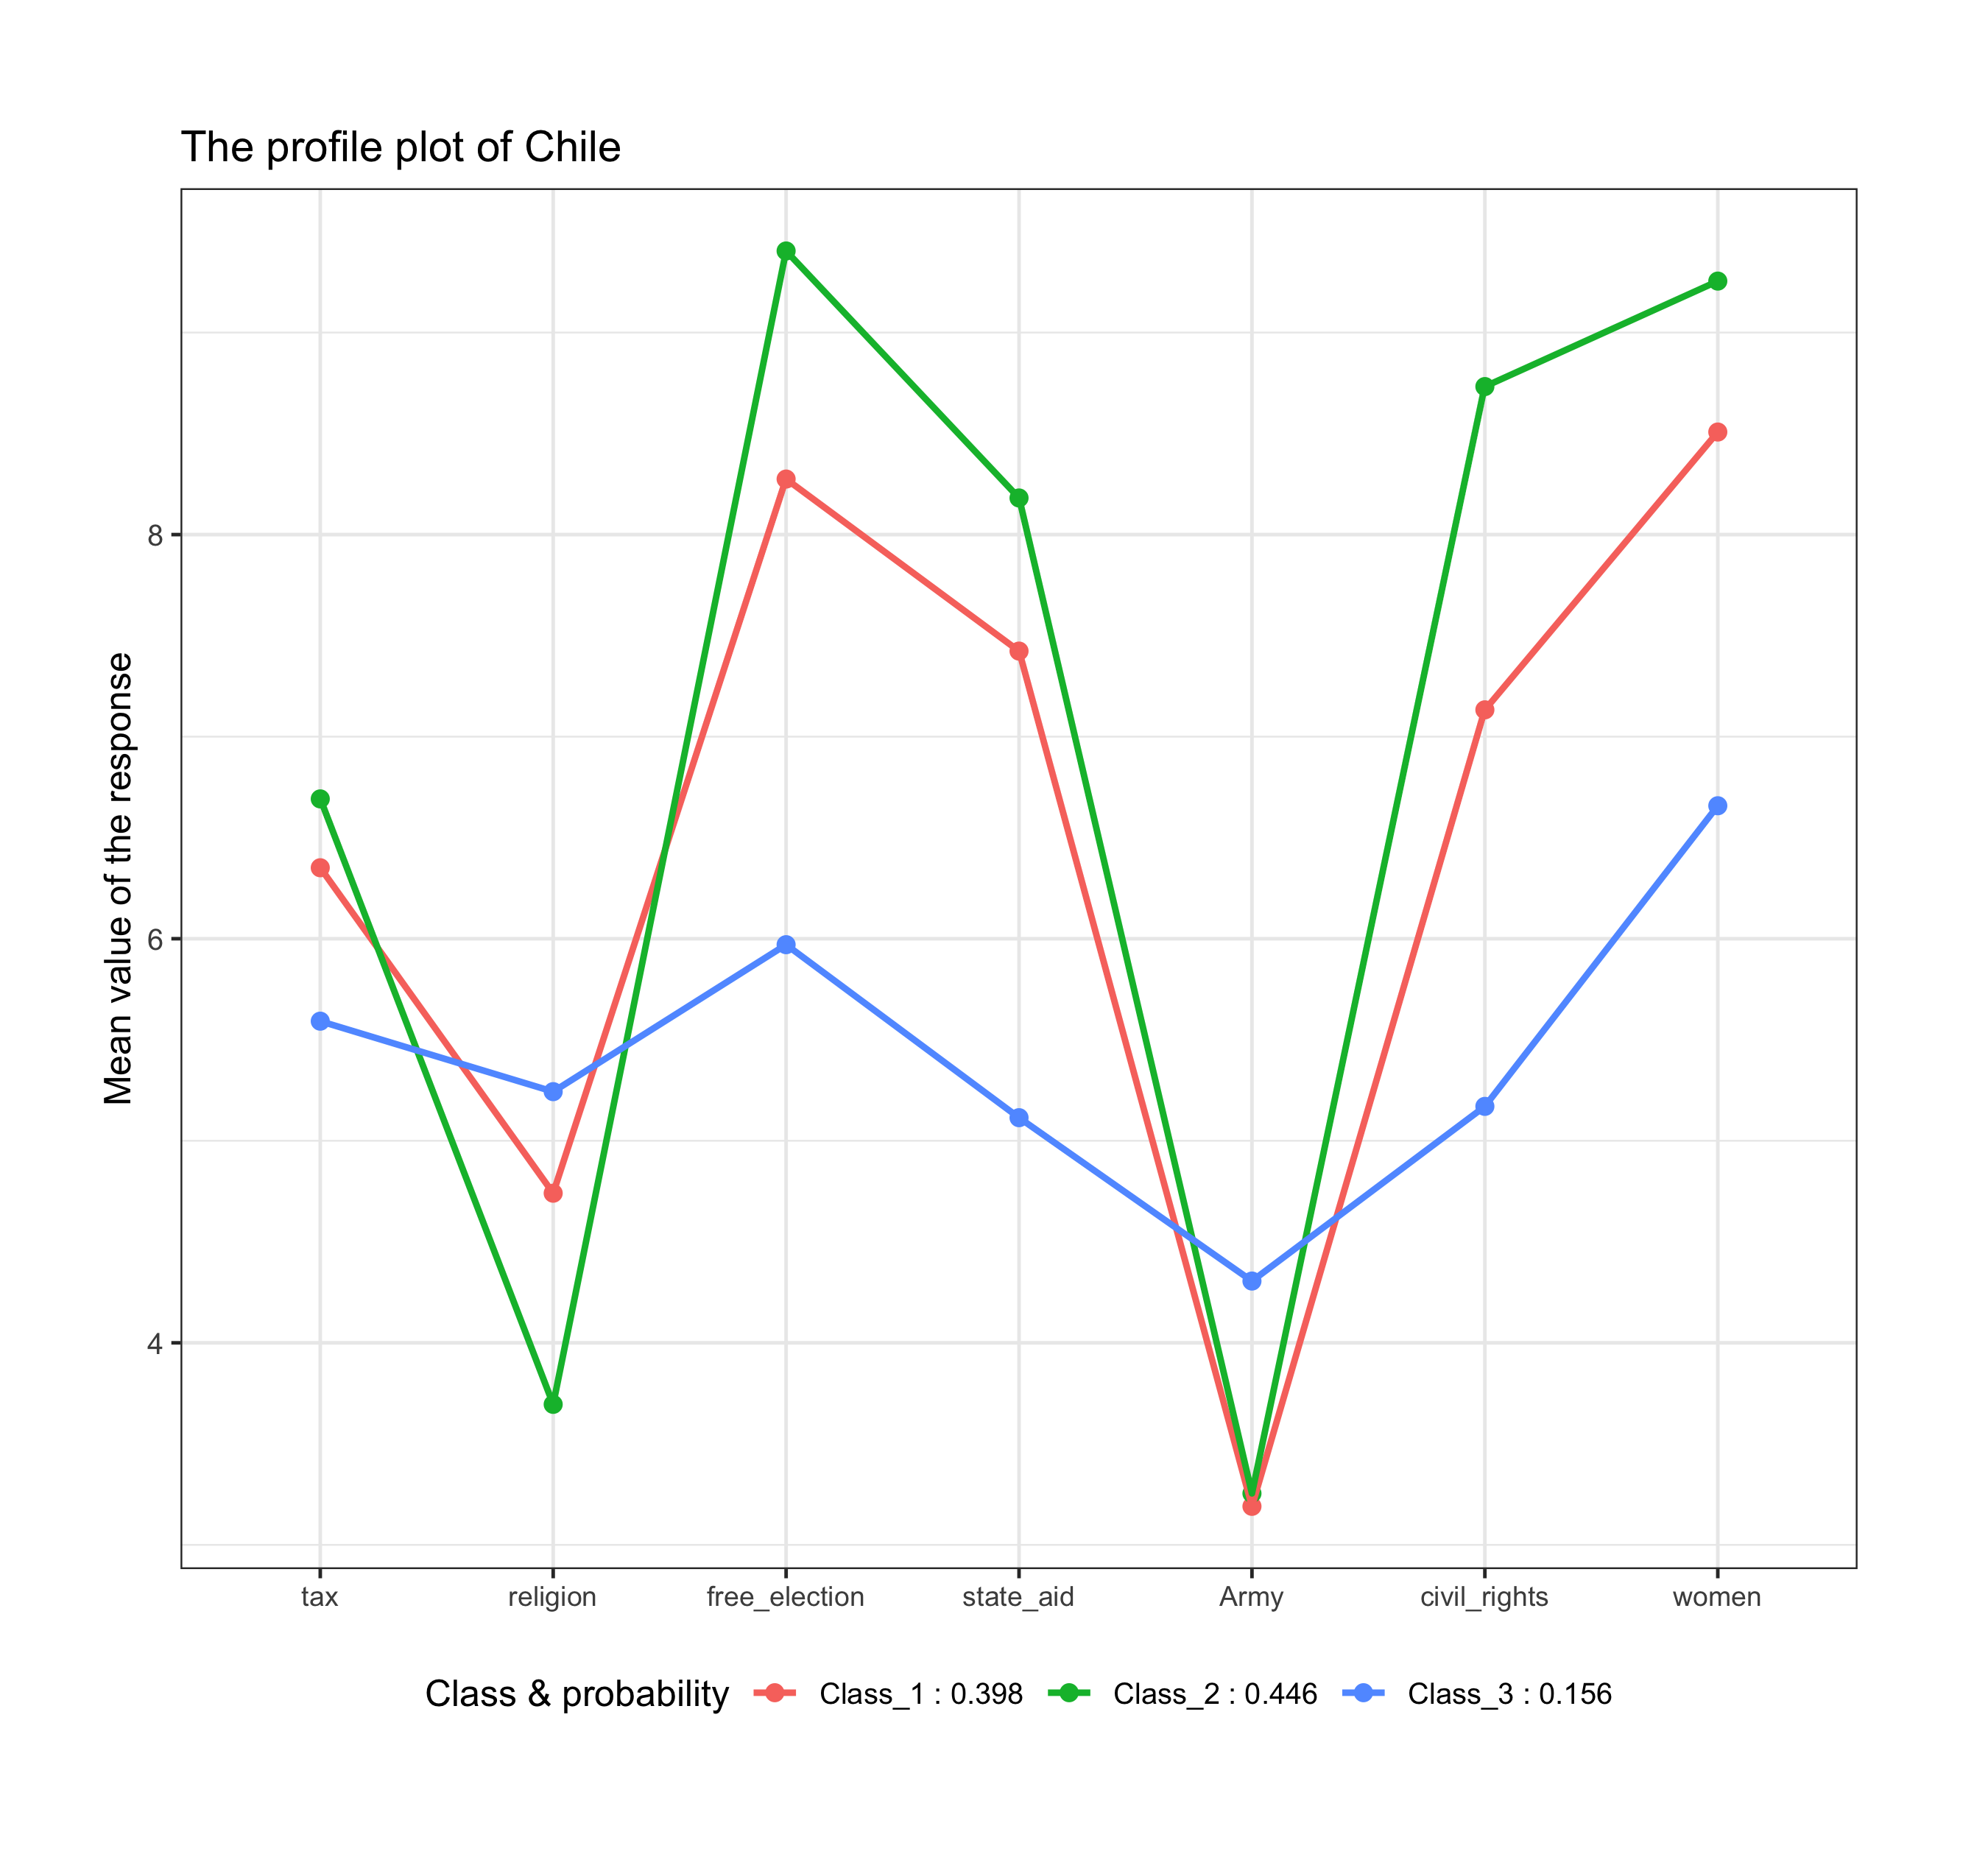 The profile plot of Chile
Mean value of the response
8
6
4
tax religion free_election state_aid Army civil_rights women
Class & probability Class_1 : 0.398 Class_2 : 0.446 Class_3 : 0.156